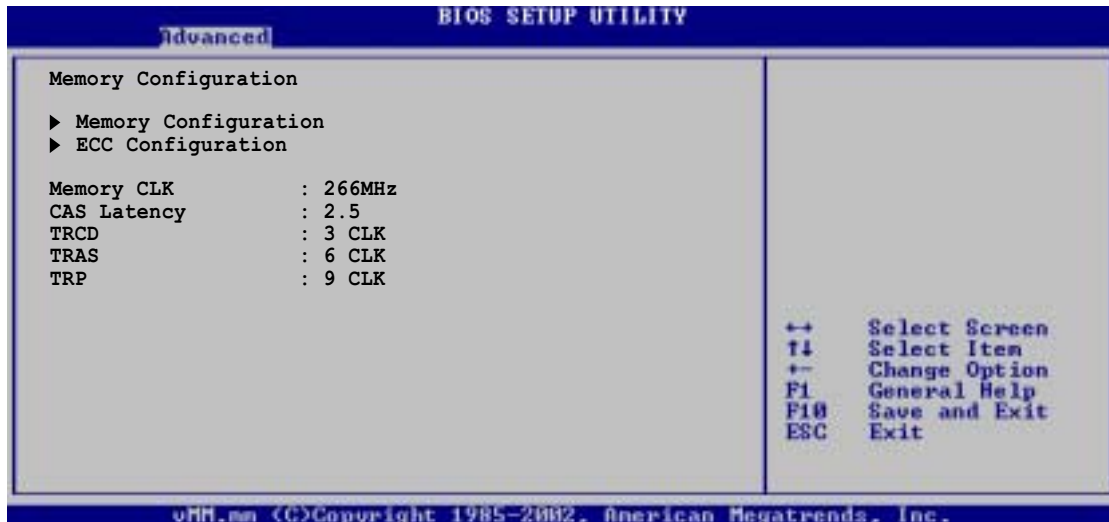 BIOS SETUP UTILITY
Advanced
Memory Configuration
▶ Memory Configuration
▶ ECC Configuration
Memory CLK : 266MHz
CAS Latency : 2.5
TRCD : 3 CLK
TRAS : 6 CLK
TRP : 9 CLK
←→ Select Screen
↑↓ Select Item
+- Change Option
F1 General Help
F10 Save and Exit
ESC Exit
vMM.mm (C)Copyright 1985-2002, American Megatrends, Inc.